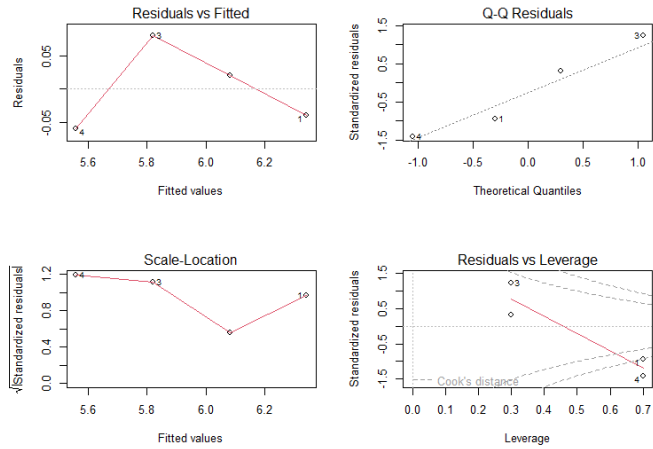 Residuals vs Fitted
Residuals
0.05
-0.05
3
4
1
5.6 5.8 6.0 6.2
Fitted values
Q-Q Residuals
Standardized residuals
1.5
0.5
-0.5
-1.5
3
1
4
-1.0 -0.5 0.0 0.5 1.0
Theoretical Quantiles
Scale-Location
√|Standardized residuals|
1.2
0.8
0.4
0.0
4
3
1
5.6 5.8 6.0 6.2
Fitted values
Residuals vs Leverage
Standardized residuals
1.5
0.5
-0.5
-1.5
3
1
4
Cook's distance
0.0 0.1 0.2 0.3 0.4 0.5 0.6 0.7
Leverage